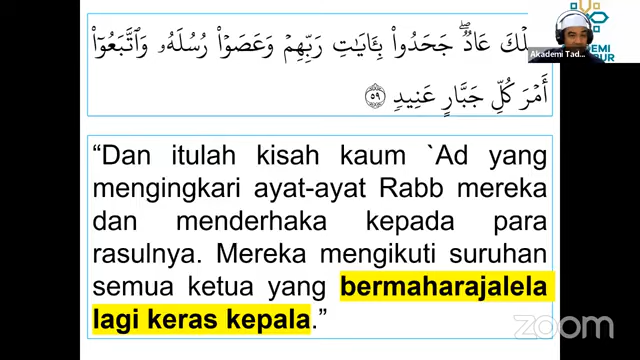 عَادٌ ۖ جَحَدُوا۟ بِـَٔايَـٰتِ رَبِّهِمْ وَعَصَوْا۟ رُسُلَهُۥ وَٱتَّبَعُوٓا۟
أَمْرَ كُلِّ جَبَّارٍ عَنِيدٍ ٥٩
Akademi Tad...
“Dan itulah kisah kaum `Ad yang
mengingkari ayat-ayat Rabb mereka
dan menderhaka kepada para
rasulnya. Mereka mengikuti suruhan
semua ketua yang bermaharajalela
lagi keras kepala.”
zoom